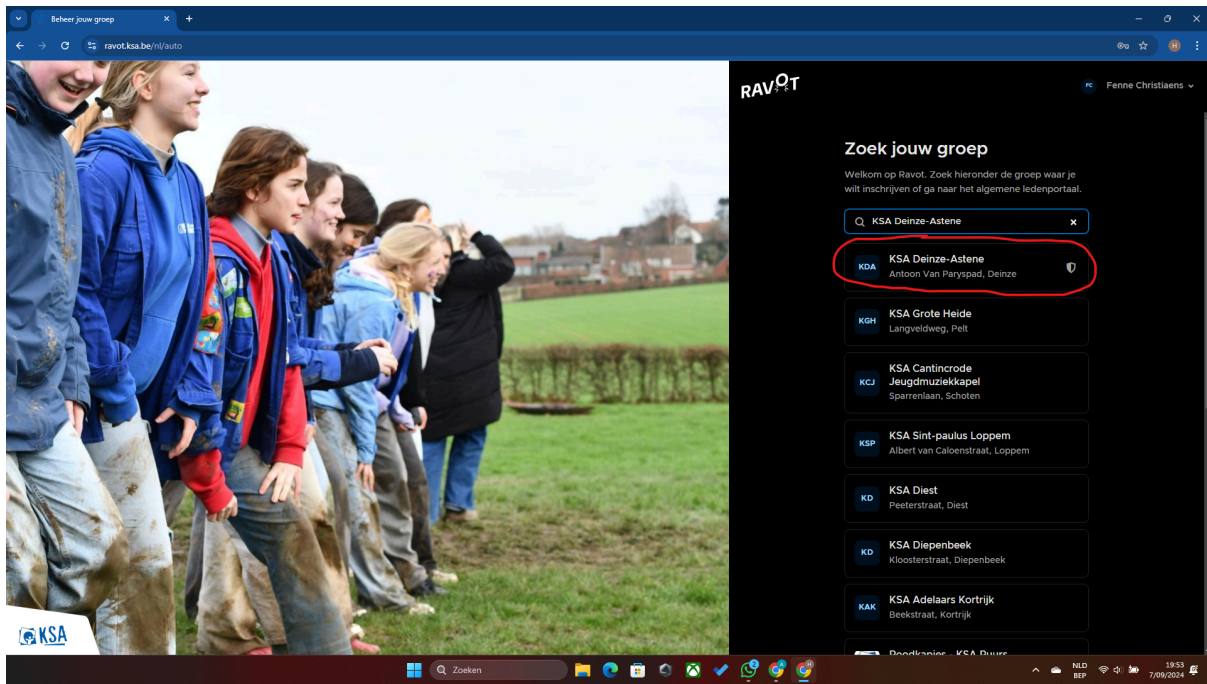 Beheer jouw groep
ravot.ksa.be/nl/auto
H
RAVOT
FC Fenne Christiaens
Zoek jouw groep
Welkom op Ravot. Zoek hieronder de groep waar je
wilt inschrijven of ga naar het algemene ledenportaal.
KSA Deinze-Astene
KDA
KSA Deinze-Astene
Antoon Van Paryspad, Deinze
KGH
KSA Grote Heide
Langveldweg, Pelt
KCJ
KSA Cantincrode
Jeugdmuziekkapel
Sparrenlaan, Schoten
KSP
KSA Sint-paulus Loppem
Albert van Caloenstraat, Loppem
KD
KSA Diest
Peeterstraat, Diest
KD
KSA Diepenbeek
Kloosterstraat, Diepenbeek
KAK
KSA Adelaars Kortrijk
Beekstraat, Kortrijk
Roodkapjes - KSA Puurs
KSA
Zoeken
NLD
BEP
19:53
7/09/2024